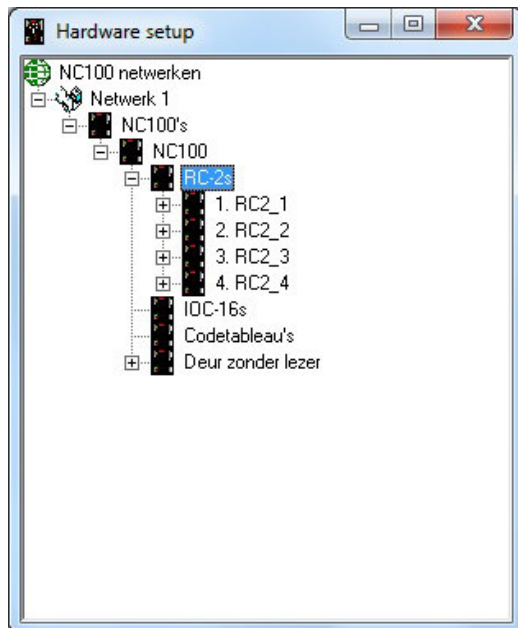 Hardware setup
NC100 netwerken
Netwerk 1
NC100's
NC100
RC-2s
1. RC2_1
2. RC2_2
3. RC2_3
4. RC2_4
IOC-16s
Codetableau's
Deur zonder lezer